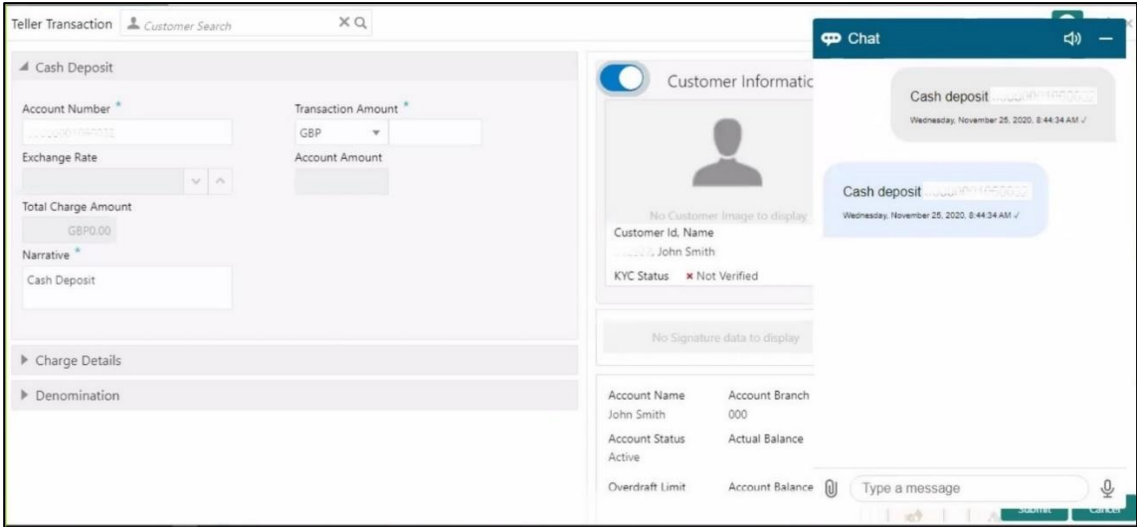 Teller Transaction
Customer Search
Cash Deposit
Account Number *
Transaction Amount *
GBP
Exchange Rate
Account Amount
Total Charge Amount
GBP0.00
Narrative *
Cash Deposit
Charge Details
Denomination
Customer Informatic
No Customer Image to display
Customer Id, Name
, John Smith
KYC Status × Not Verified
No Signature data to display
Account Name Account Branch
John Smith 000
Account Status Actual Balance
Active
Overdraft Limit Account Balance
Chat
Cash deposit
Wednesday, November 25, 2020, 8:44:34 AM ✓
Cash deposit
Wednesday, November 25, 2020, 8:44:34 AM ✓
Type a message
Submit Cancel